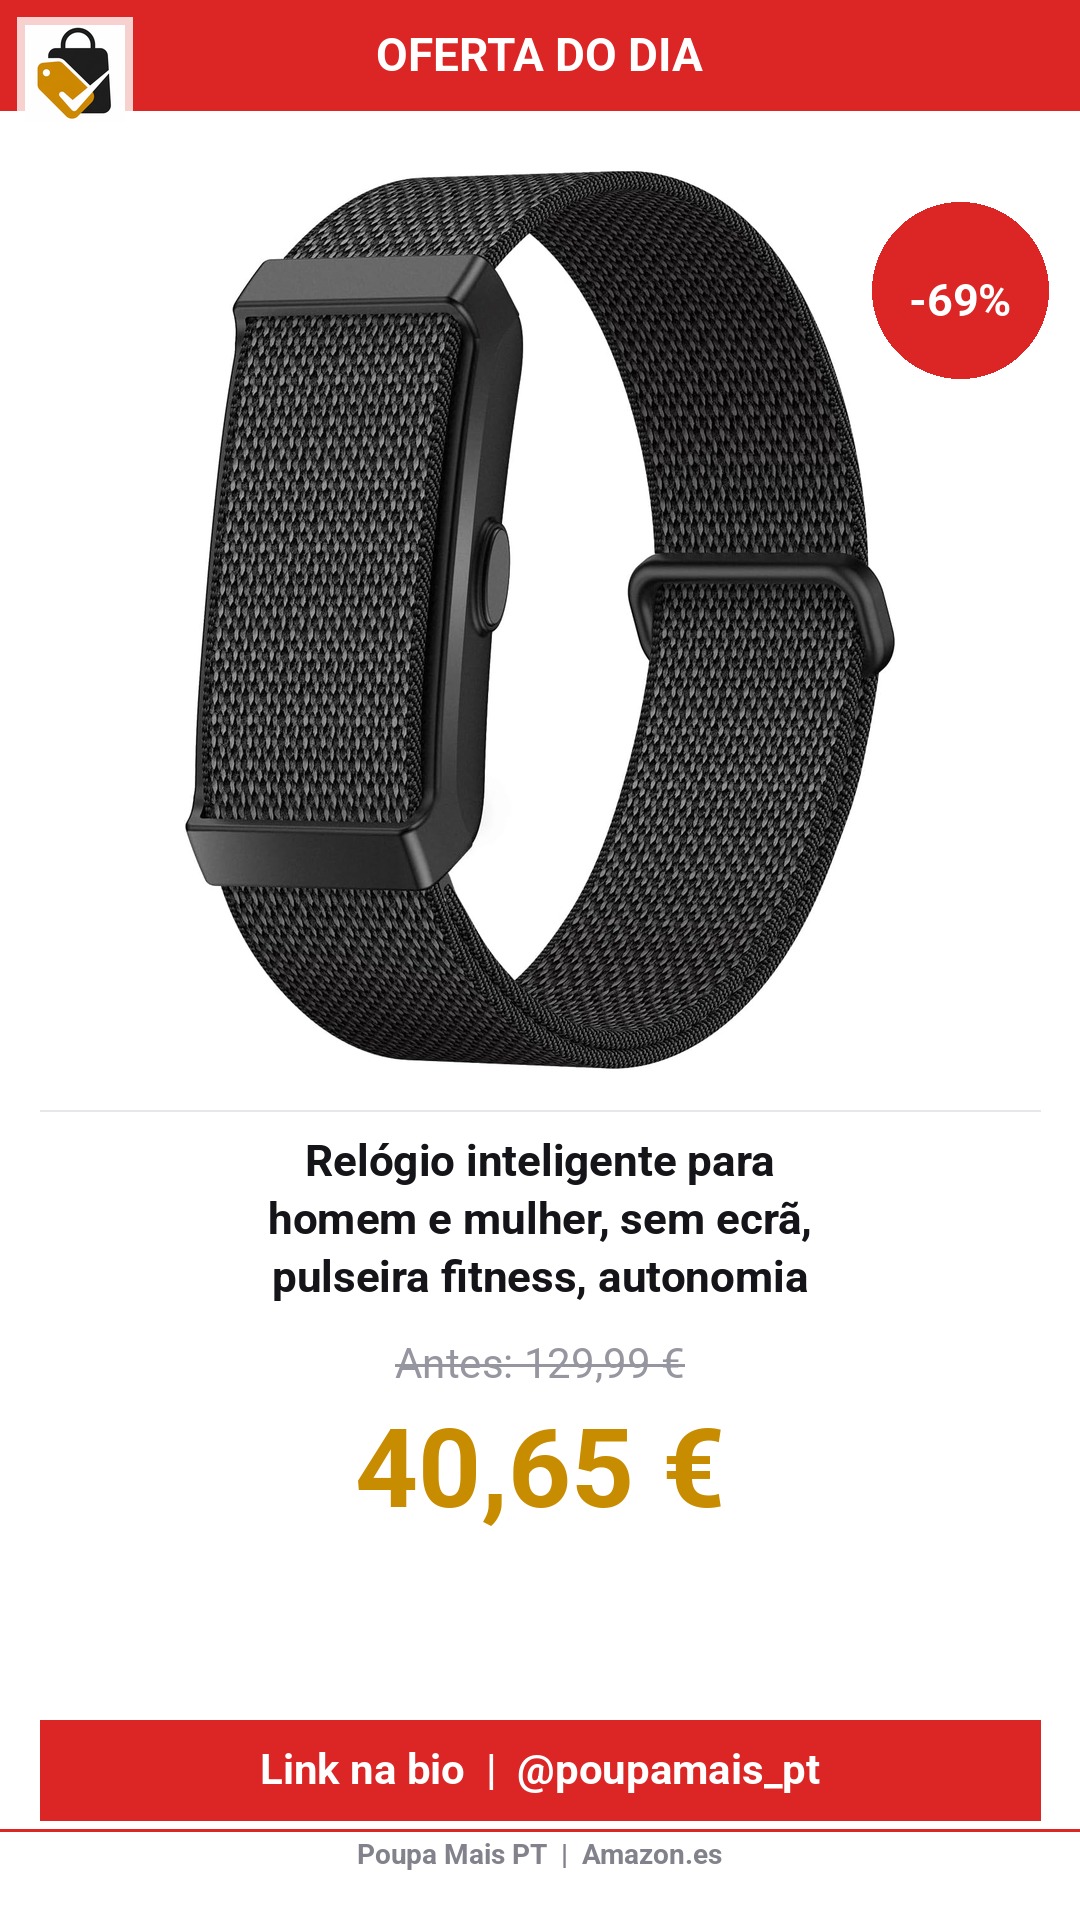 OFERTA DO DIA
-69%
Relógio inteligente para
homem e mulher, sem ecrã,
pulseira fitness, autonomia
Antes: 129,99 €
40,65 €
Link na bio | @poupamais_pt
Poupa Mais PT | Amazon.es